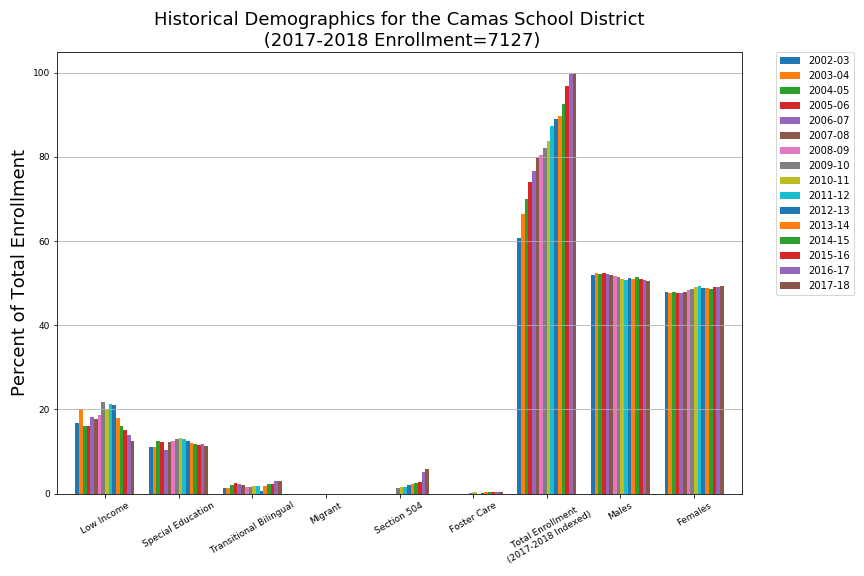 Historical Demographics for the Camas School District
(2017-2018 Enrollment=7127)
Percent of Total Enrollment
100
80
60
40
20
0
Low Income
Special Education
Transitional Bilingual
Migrant
Section 504
Foster Care
Total Enrollment
(2017-2018 Indexed)
Males
Females
2002-03
2003-04
2004-05
2005-06
2006-07
2007-08
2008-09
2009-10
2010-11
2011-12
2012-13
2013-14
2014-15
2015-16
2016-17
2017-18